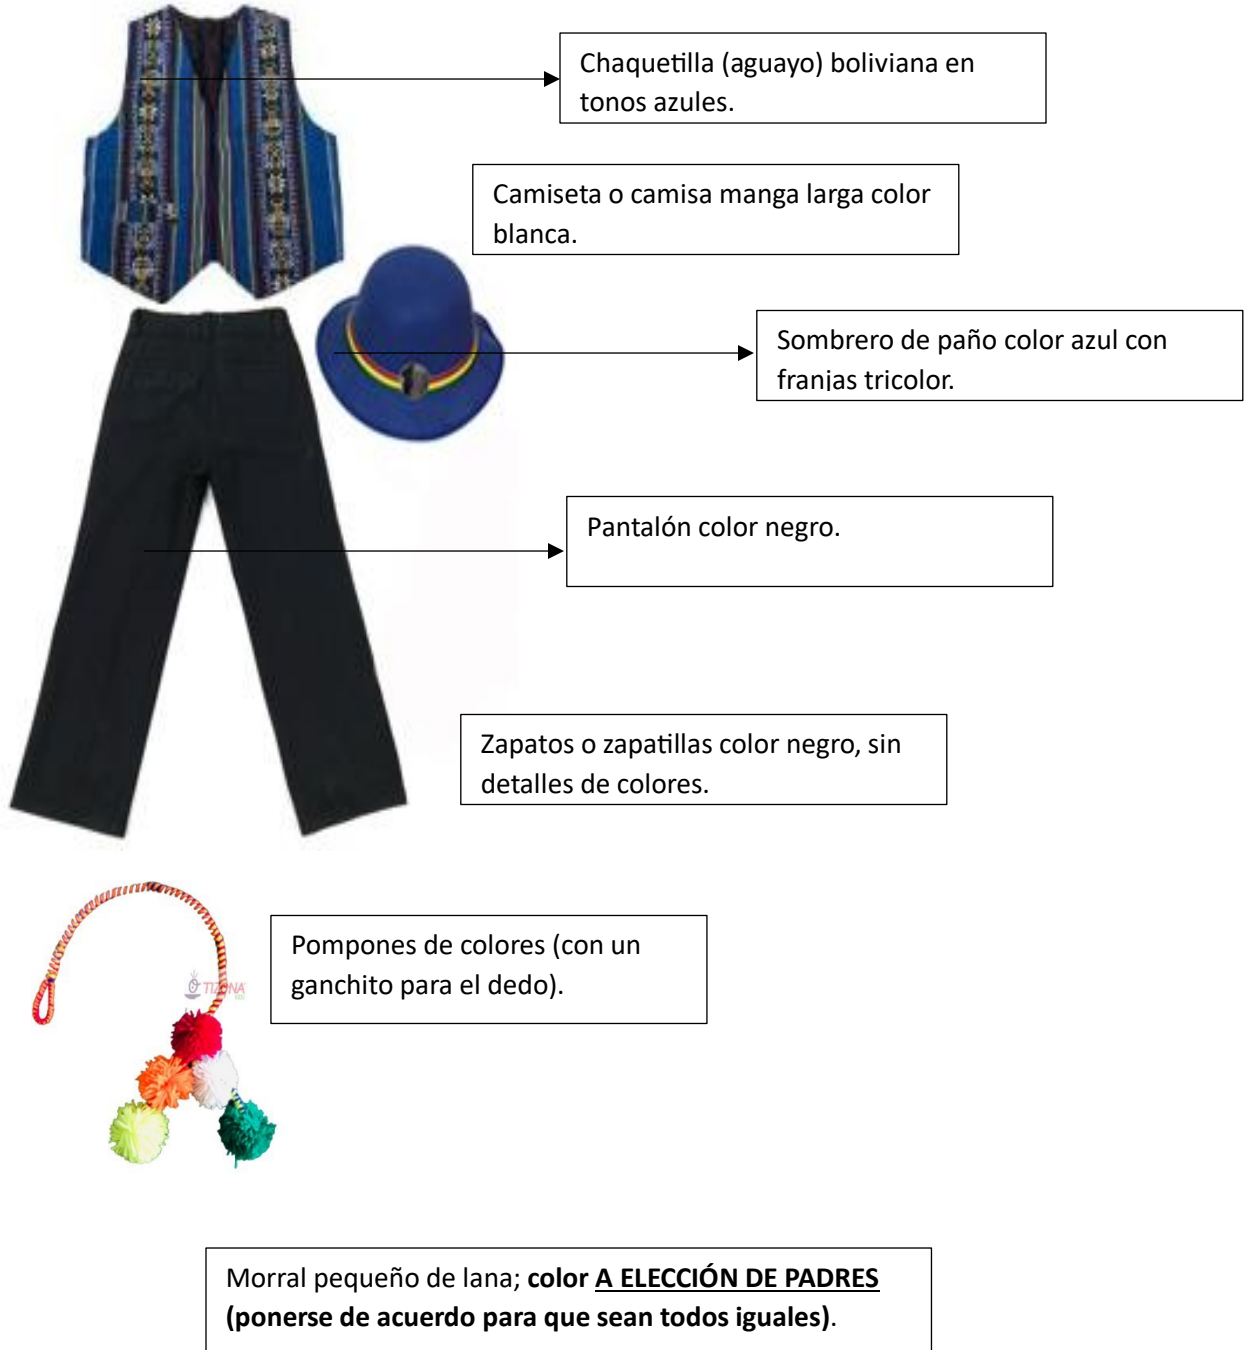 Chaquetilla (aguayo) boliviana en
tonos azules.
Camiseta o camisa manga larga color
blanca.
Sombrero de paño color azul con
franjas tricolor.
Pantalón color negro.
Zapatos o zapatillas color negro, sin
detalles de colores.
TIZONA
Pompones de colores (con un
ganchito para el dedo).
Morral pequeño de lana; color A ELECCIÓN DE PADRES
(ponerse de acuerdo para que sean todos iguales).